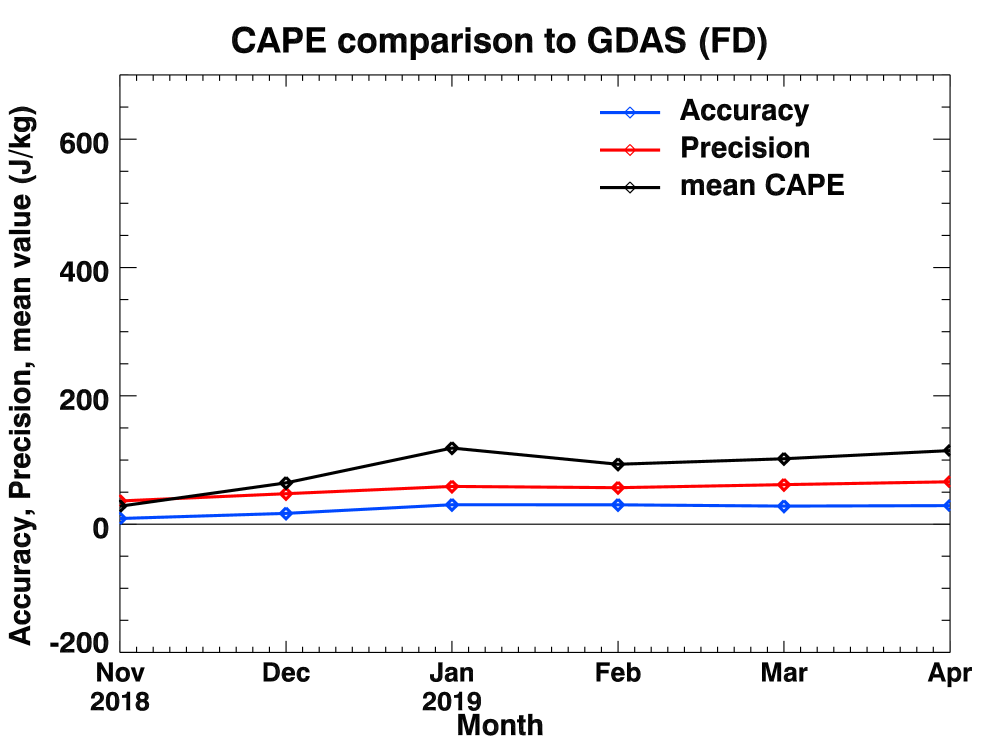 CAPE comparison to GDAS (FD)
Accuracy, Precision, mean value (J/kg)
600
400
200
0
-200
Accuracy
Precision
mean CAPE
Nov Dec Jan Feb Mar Apr
2018 2019
Month